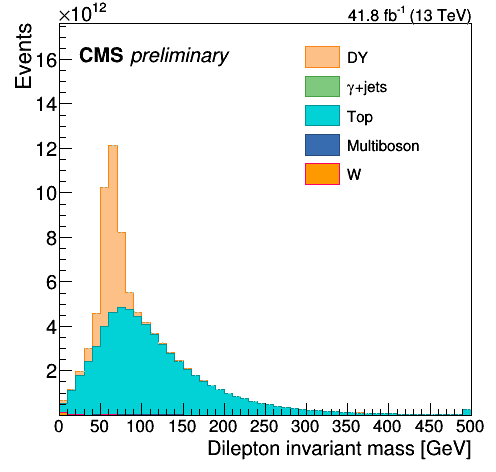 ×10¹² 41.8 fb⁻¹ (13 TeV)
Events
CMS preliminary
DY
γ+jets
Top
Multiboson
W
16
14
12
10
8
6
4
2
0 50 100 150 200 250 300 350 400 450 500
Dilepton invariant mass [GeV]